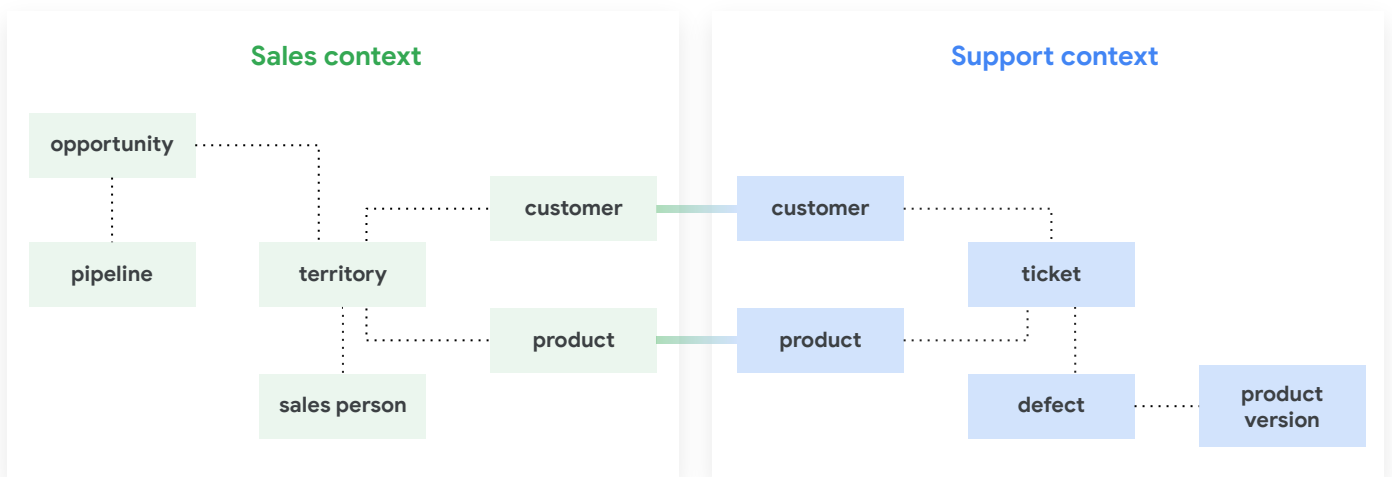 Sales context
opportunity
pipeline
territory
sales person
customer
product
Support context
customer
product
ticket
defect
product
version